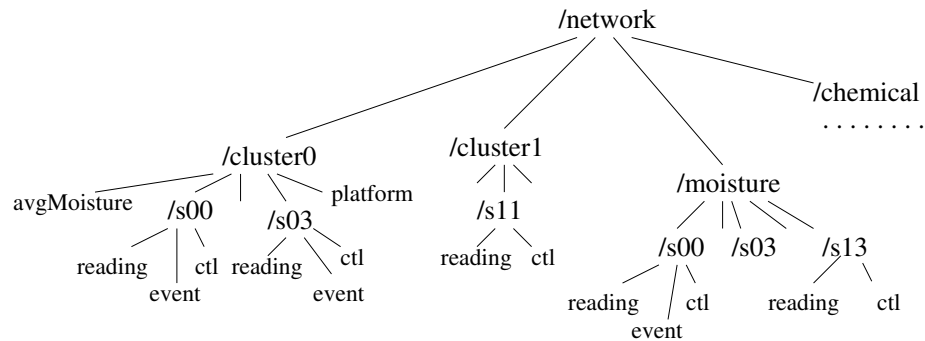 /network
/chemical
. . . . . . . .
/cluster0
/cluster1
/moisture
avgMoisture
platform
/s00
/s03
/s11
/s00
/s03
/s13
reading
ctl
event
reading
ctl
event
reading
ctl
reading
ctl
event
reading
ctl